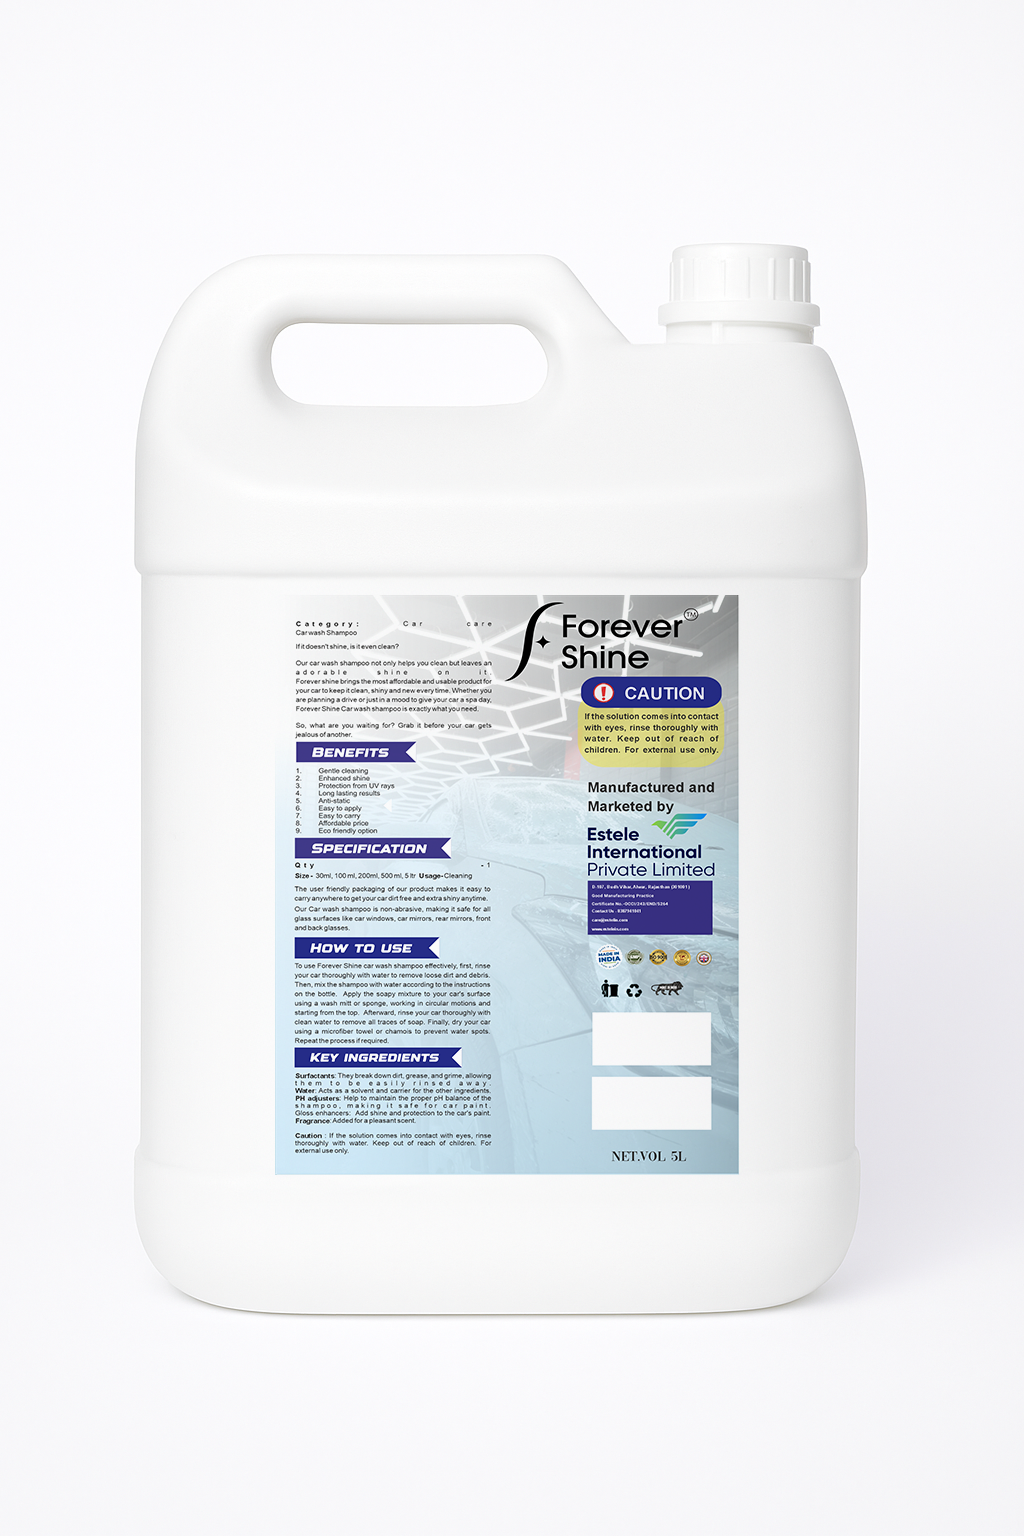 Category: Car care
Car wash Shampoo
If it doesn't shine, is it even clean?
Our car wash shampoo not only helps you clean but leaves an
adorable shine on it.
Forever shine brings the most affordable and usable product for
your car to keep it clean, shiny and new every time. Whether you
are planning a drive or just in a mood to give your car a spa day,
Forever Shine Car wash shampoo is exactly what you need.
So, what are you waiting for? Grab it before your car gets
jealous of another.
BENEFITS
1. Gentle cleaning
2. Enhanced shine
3. Protection from UV rays
4. Long lasting results
5. Anti-static
6. Easy to apply
7. Easy to carry
8. Affordable price
9. Eco friendly option
SPECIFICATION
Qty - 1
Size - 30ml, 100 ml, 200ml, 500 ml, 5 ltr Usage- Cleaning
The user friendly packaging of our product makes it easy to
carry anywhere to get your car dirt free and extra shiny anytime.
Our Car wash shampoo is non-abrasive, making it safe for all
glass surfaces like car windows, car mirrors, rear mirrors, front
and back glasses.
HOW TO USE
To use Forever Shine car wash shampoo effectively, first, rinse
your car thoroughly with water to remove loose dirt and debris.
Then, mix the shampoo with water according to the instructions
on the bottle. Apply the soapy mixture to your car's surface
using a wash mitt or sponge, working in circular motions and
starting from the top. Afterward, rinse your car thoroughly with
clean water to remove all traces of soap. Finally, dry your car
using a microfiber towel or chamois to prevent water spots.
Repeat the process if required.
KEY INGREDIENTS
Surfactants: They break down dirt, grease, and grime, allowing
them to be easily rinsed away.
Water: Acts as a solvent and carrier for the other ingredients.
PH adjusters: Help to maintain the proper pH balance of the
shampoo, making it safe for car paint.
Gloss enhancers: Add shine and protection to the car's paint.
Fragrance: Added for a pleasant scent.
Caution : If the solution comes into contact with eyes, rinse
thoroughly with water. Keep out of reach of children. For
external use only.
Forever TM
Shine
! CAUTION
If the solution comes into contact
with eyes, rinse thoroughly with
water. Keep out of reach of
children. For external use only.
Manufactured and
Marketed by
Estele
International
Private Limited
Budh Vihar, Alwar, Rajasthan (301001)
Good Manufacturing Practice
Certificate No.-
Contact Us :
MADE IN
INDIA
ISO 9001
NET.VOL 5L